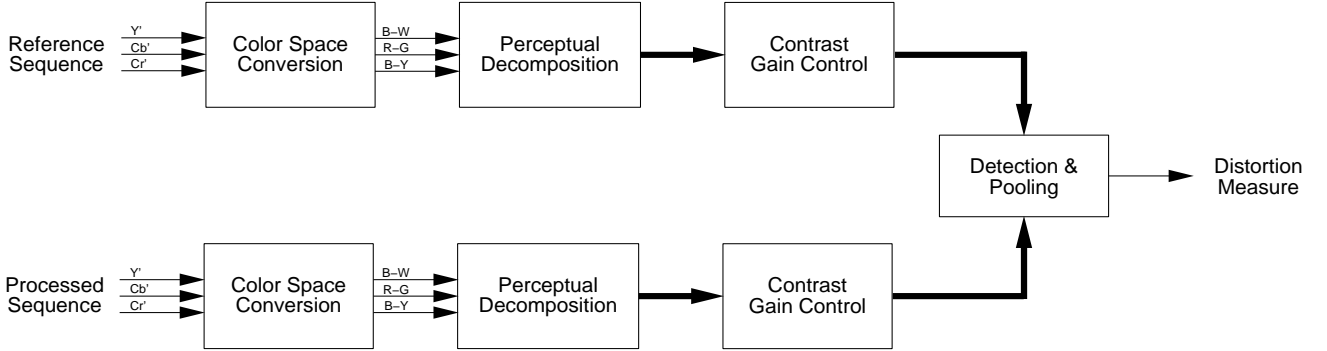 Reference
Sequence
Y'
Cb'
Cr'
Color Space
Conversion
B–W
R–G
B–Y
Perceptual
Decomposition
Contrast
Gain Control
Detection &
Pooling
Distortion
Measure
Processed
Sequence
Y'
Cb'
Cr'
Color Space
Conversion
B–W
R–G
B–Y
Perceptual
Decomposition
Contrast
Gain Control